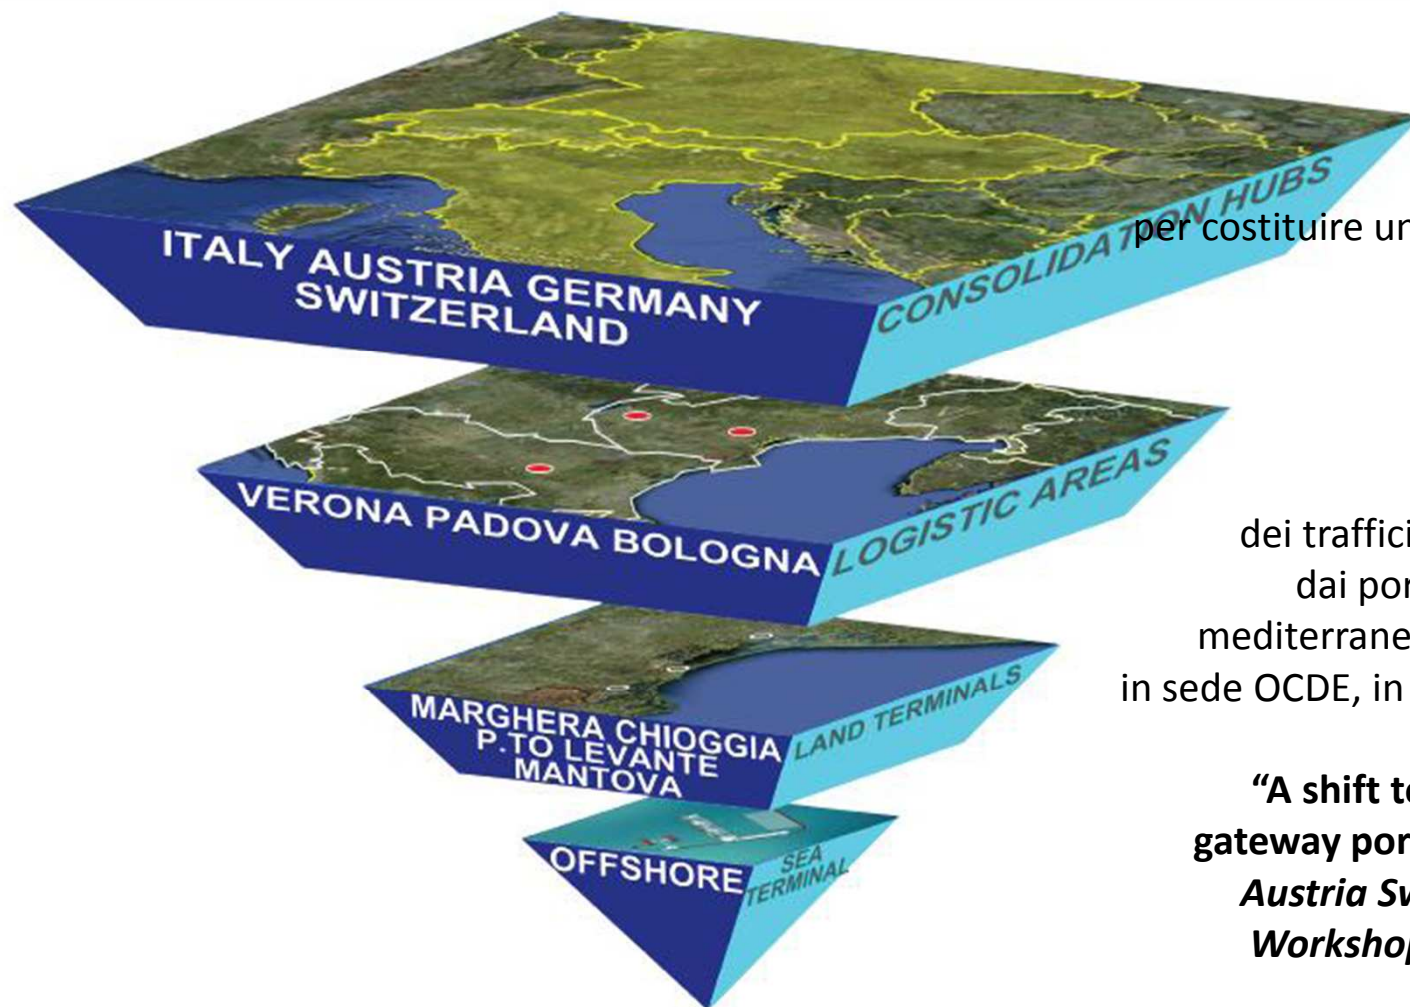 ITALY AUSTRIA GERMANY
SWITZERLAND
CONSOLIDATION HUBS
per costituire un
VERONA PADOVA BOLOGNA
LOGISTIC AREAS
dei traffici
dai por
mediterrane
in sede OCDE, in
MARGHERA CHIOGGIA
P.TO LEVANTE
MANTOVA
LAND TERMINALS
“A shift to
gateway por
Austria Sw
Workshop
OFFSHORE
SEA
TERMINAL